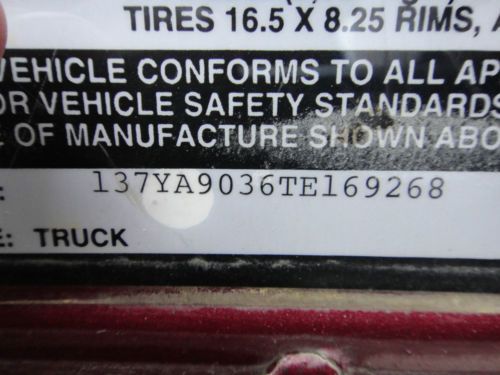 TIRES 16.5 X 8.25 RIMS, A
VEHICLE CONFORMS TO ALL AP
OR VEHICLE SAFETY STANDARDS
E OF MANUFACTURE SHOWN ABO
: 137YA9036TE169268
E: TRUCK